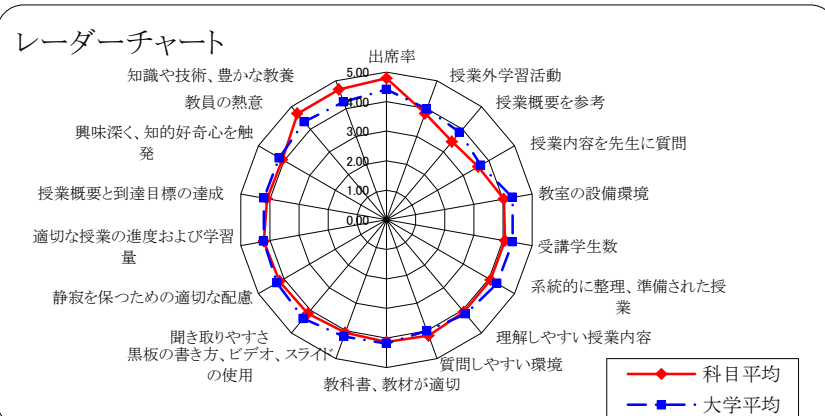 レーダーチャート
出席率
授業外学習活動
授業概要を参考
授業内容を先生に質問
教室の設備環境
受講学生数
系統的に整理、準備された授
業
理解しやすい授業内容
質問しやすい環境
教科書、教材が適切
黒板の書き方、ビデオ、スライド
の使用
聞き取りやすさ
静寂を保つための適切な配慮
適切な授業の進度および学習
量
授業概要と到達目標の達成
興味深く、知的好奇心を触
発
教員の熱意
知識や技術、豊かな教養
5.00
4.00
3.00
2.00
1.00
0.00
科目平均
大学平均